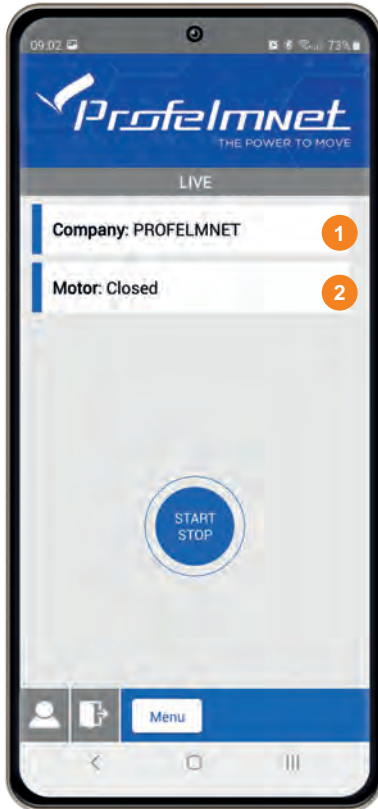 09:02
73%
Profelmnet
THE POWER TO MOVE
LIVE
Company: PROFELMNET
1
Motor: Closed
2
START
STOP
Menu